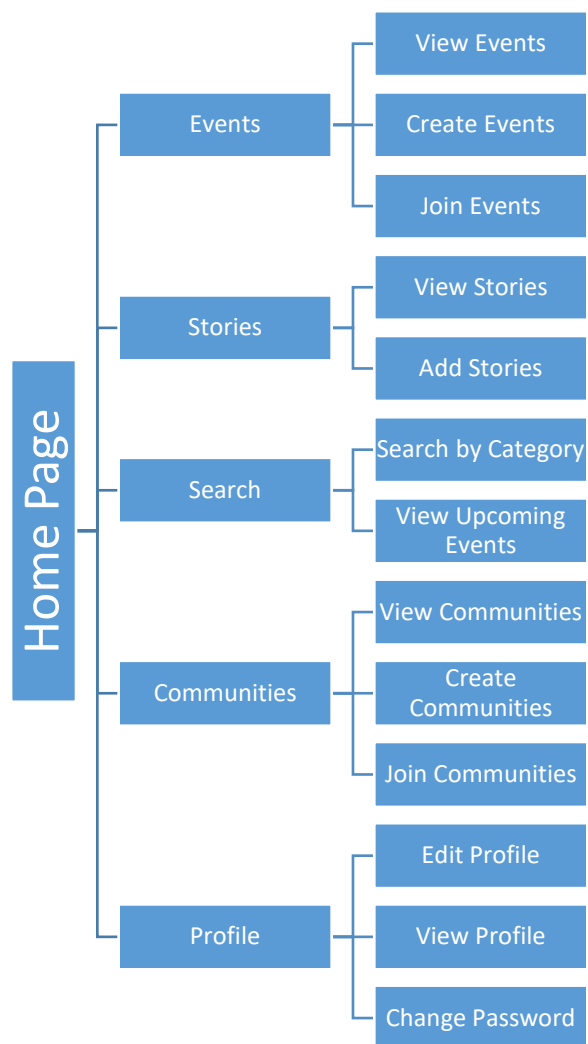 Home Page
Events
View Events
Create Events
Join Events
Stories
View Stories
Add Stories
Search
Search by Category
View Upcoming
Events
Communities
View Communities
Create
Communities
Join Communities
Profile
Edit Profile
View Profile
Change Password